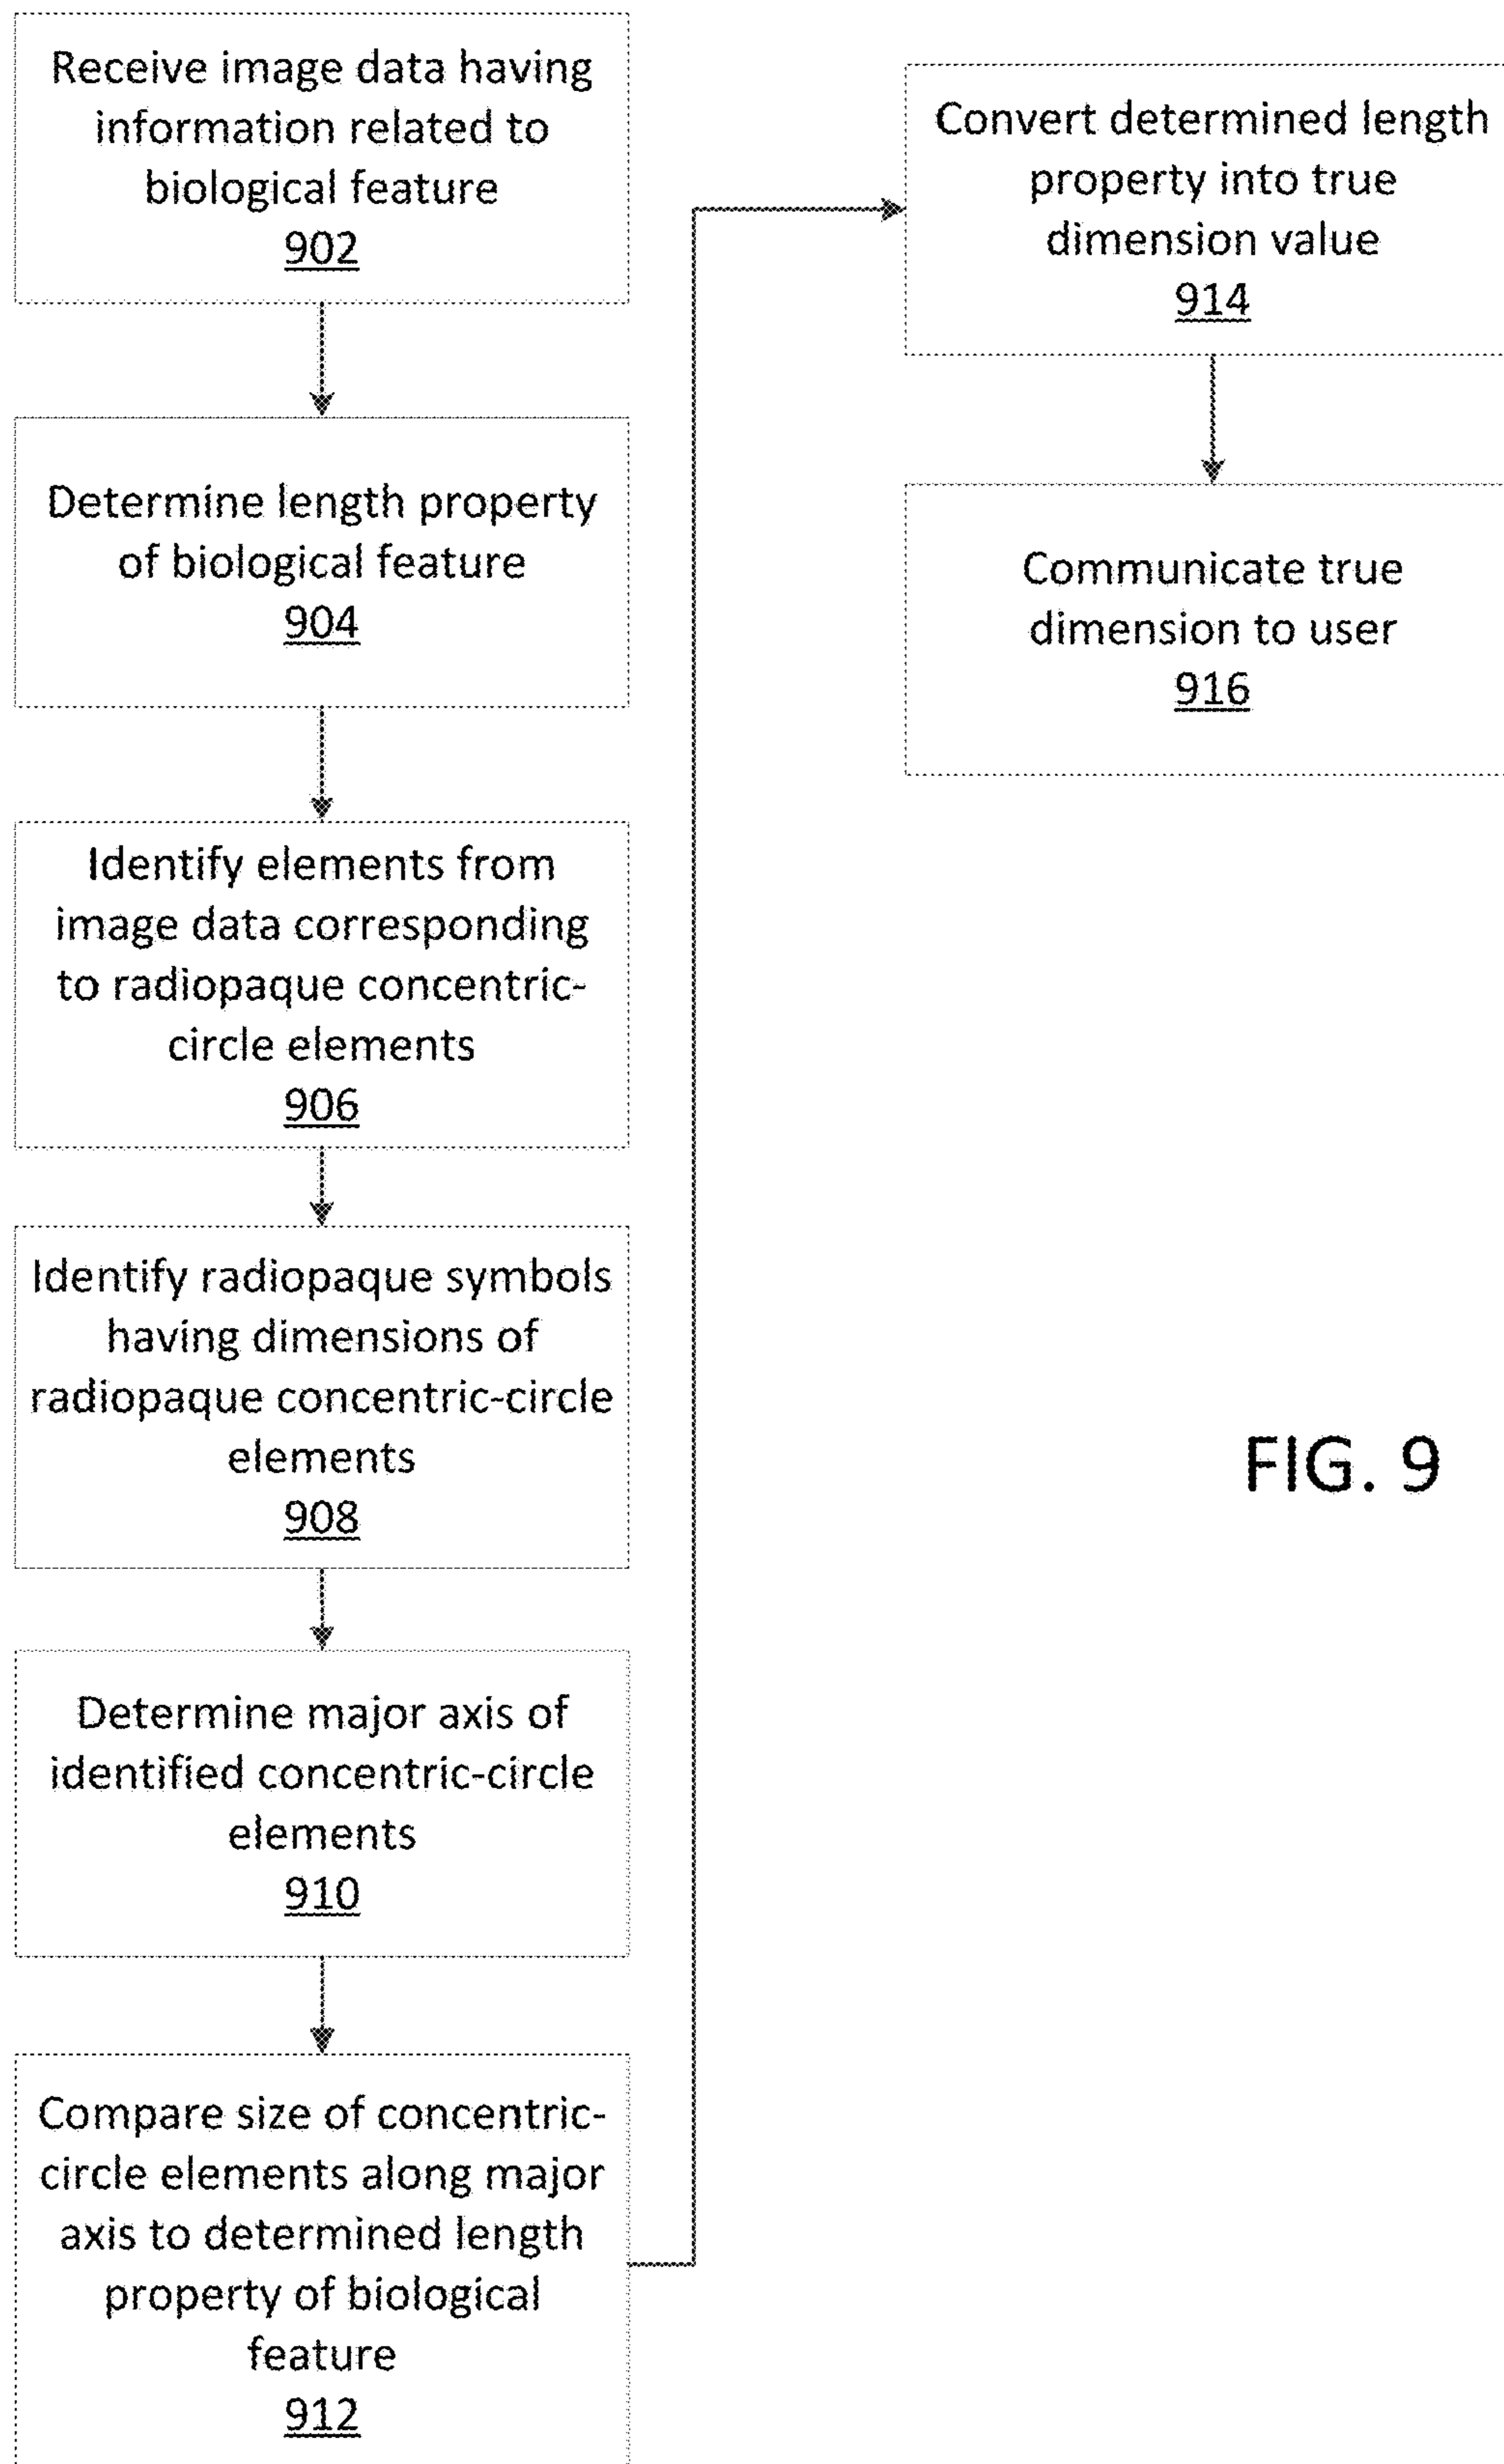 Receive image data having
information related to
biological feature
902
Determine length property
of biological feature
904
Identify elements from
image data corresponding
to radiopaque concentric-
circle elements
906
Identify radiopaque symbols
having dimensions of
radiopaque concentric-circle
elements
908
Determine major axis of
identified concentric-circle
elements
910
Compare size of concentric-
circle elements along major
axis to determined length
property of biological
feature
912
Convert determined length
property into true
dimension value
914
Communicate true
dimension to user
916
FIG. 9